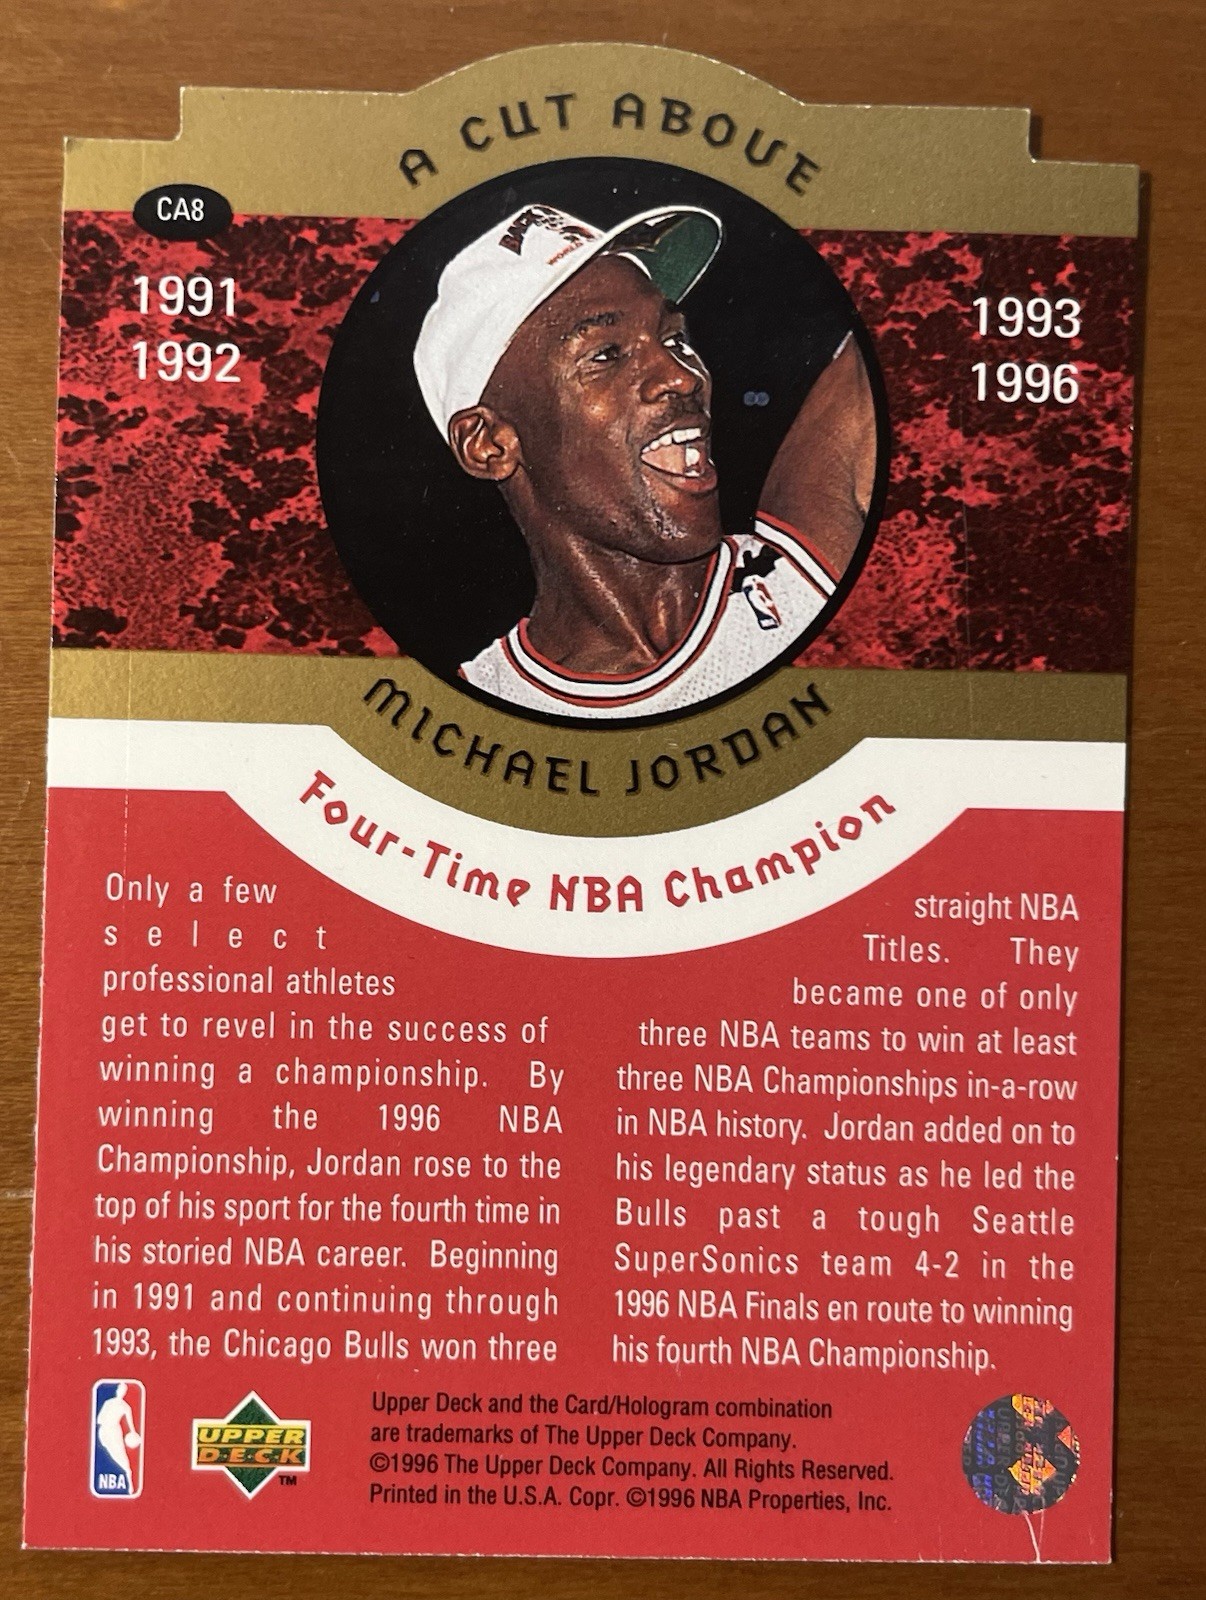 A CUT ABOVE
CA8
1991
1992
1993
1996
MICHAEL JORDAN
Four-Time NBA Champion
Only a few
select
professional athletes
get to revel in the success of
winning a championship. By
winning the 1996 NBA
Championship, Jordan rose to the
top of his sport for the fourth time in
his storied NBA career. Beginning
in 1991 and continuing through
1993, the Chicago Bulls won three
straight NBA
Titles. They
became one of only
three NBA teams to win at least
three NBA Championships in-a-row
in NBA history. Jordan added on to
his legendary status as he led the
Bulls past a tough Seattle
SuperSonics team 4-2 in the
1996 NBA Finals en route to winning
his fourth NBA Championship.
NBA
UPPER
DECK
TM
Upper Deck and the Card/Hologram combination
are trademarks of The Upper Deck Company.
©1996 The Upper Deck Company. All Rights Reserved.
Printed in the U.S.A. Copr. ©1996 NBA Properties, Inc.